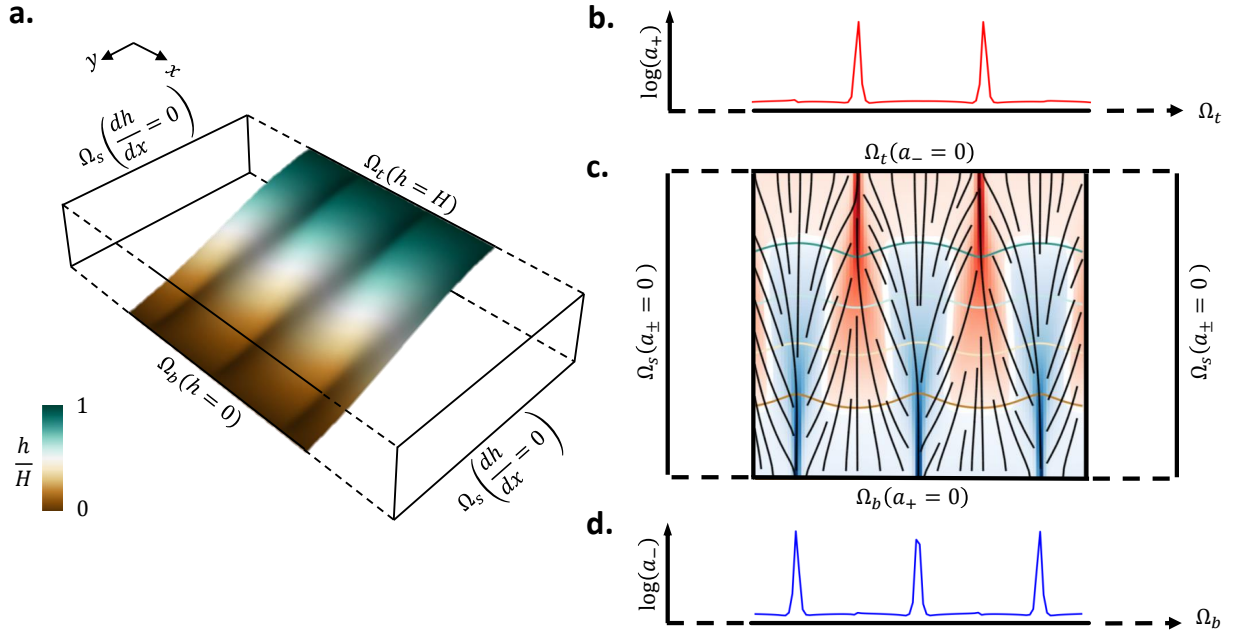 a.
y
x
Ω_s (dh/dx = 0)
Ω_t(h = H)
Ω_b(h = 0)
Ω_s (dh/dx = 0)
h/H
1
0
b.
log(a_+)
Ω_t
Ω_t(a_− = 0)
c.
Ω_s(a_± = 0)
Ω_s(a_± = 0)
Ω_b(a_+ = 0)
d.
log(a_−)
Ω_b